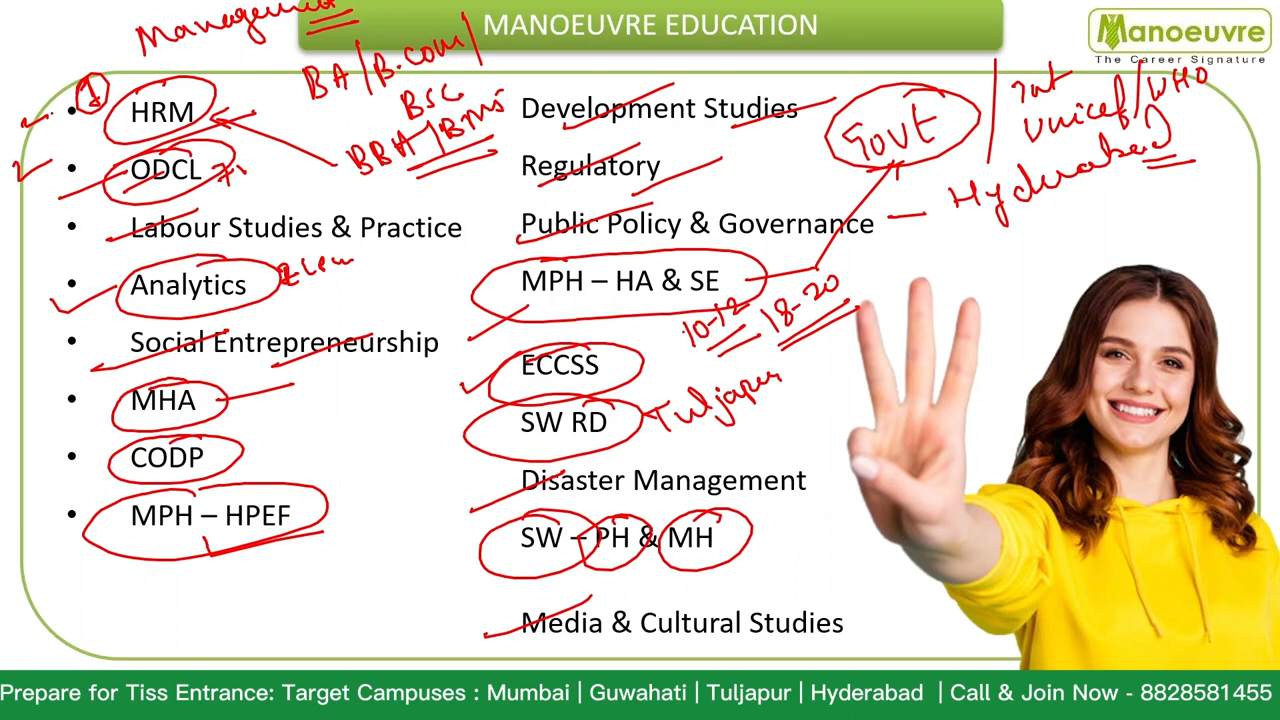 Management
MANOEUVRE EDUCATION
Manoeuvre
The Career Signature
1
BA/B.COM/
BSC
BBA/BMS
• HRM
• ODCL
• Labour Studies & Practice
• Analytics
• Social Entrepreneurship
• MHA
• CODP
• MPH – HPEF
Development Studies
Regulatory
Public Policy & Governance
MPH – HA & SE
10-12
18-20
ECCSS
SW RD
Tuljapur
Disaster Management
SW – PH & MH
Media & Cultural Studies
Govt
Int
Unicef/WHO
Hyderabad
Prepare for Tiss Entrance: Target Campuses : Mumbai | Guwahati | Tuljapur | Hyderabad | Call & Join Now - 8828581455